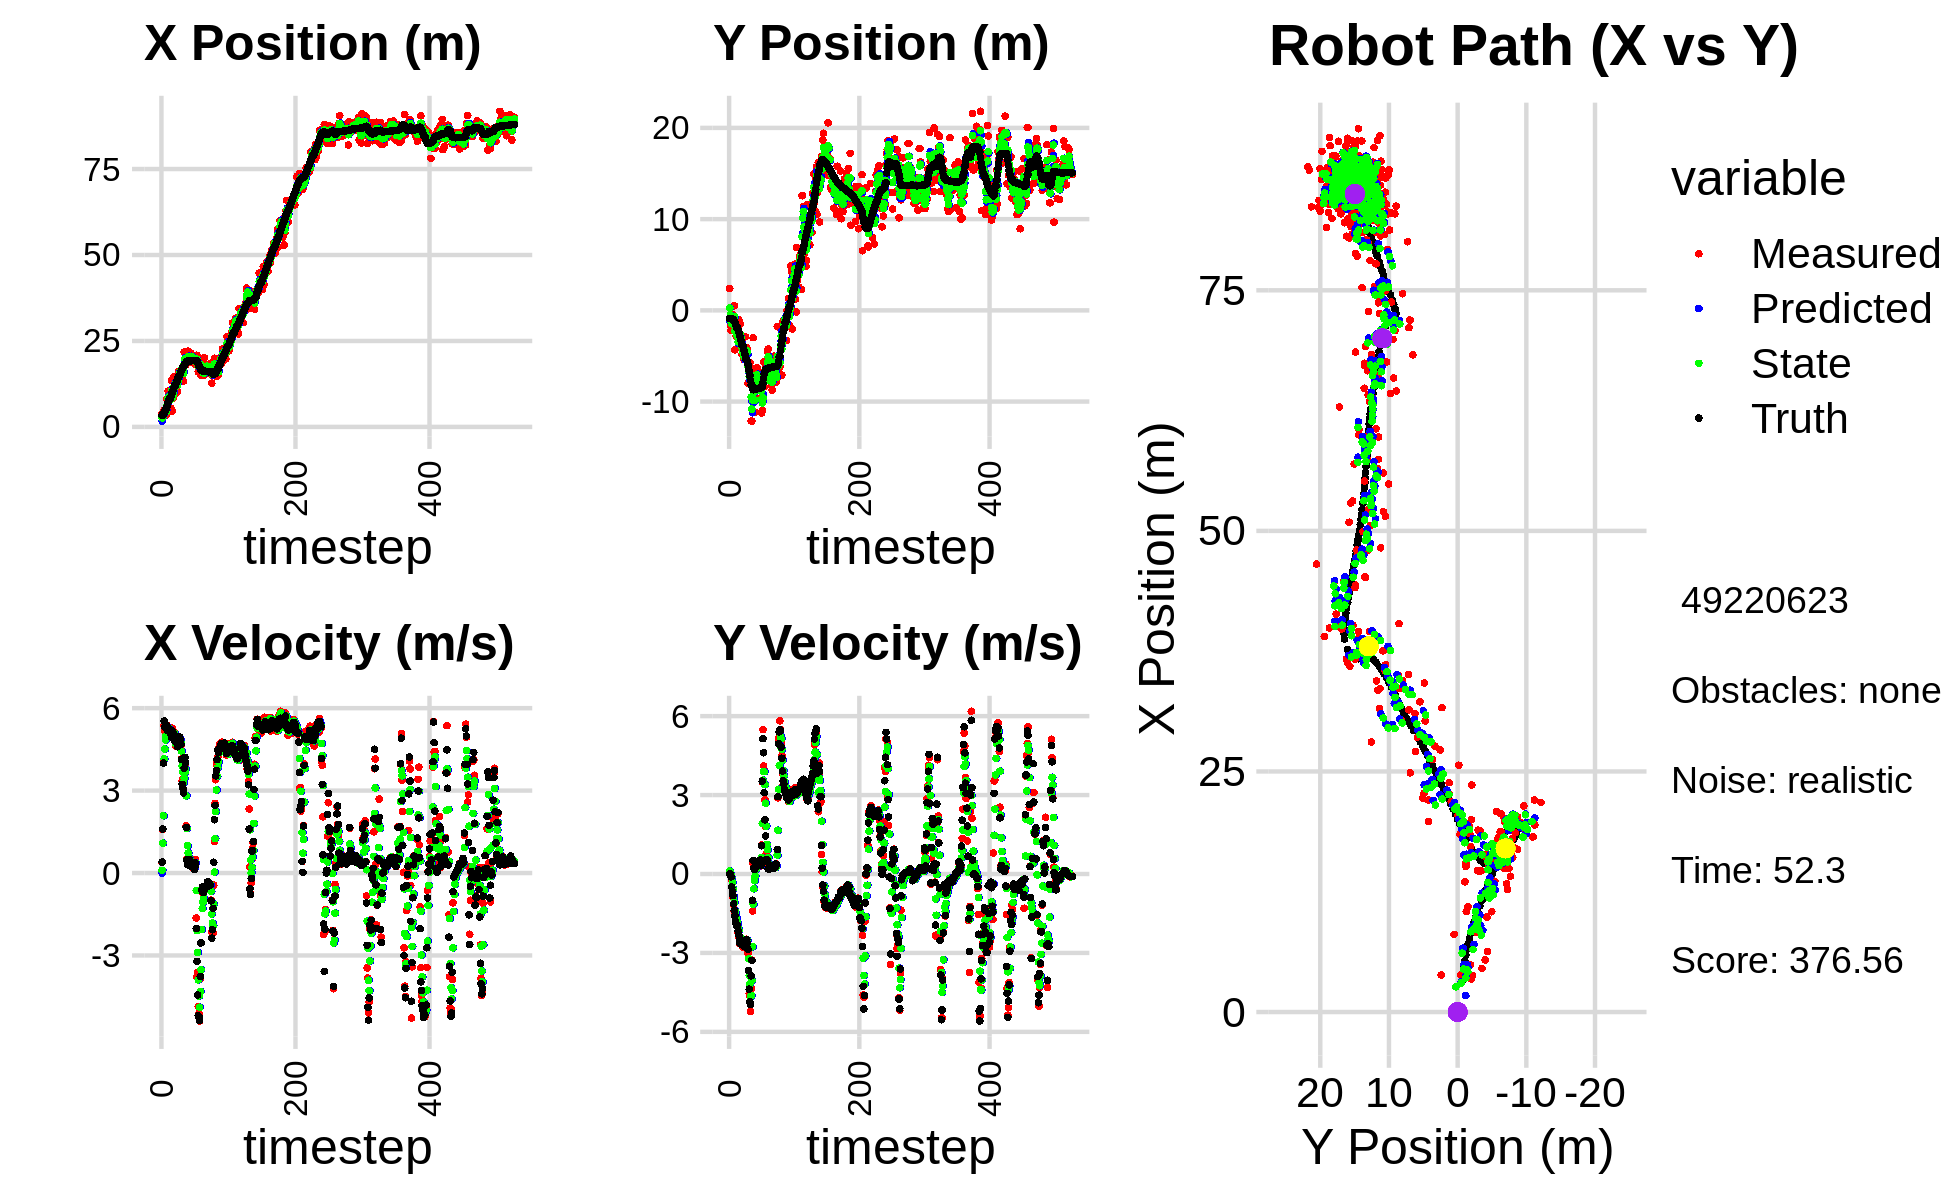 X Position (m)
75
50
25
0
0
200
400
timestep
Y Position (m)
20
10
0
-10
0
200
400
timestep
X Velocity (m/s)
6
3
0
-3
0
200
400
timestep
Y Velocity (m/s)
6
3
0
-3
-6
0
200
400
timestep
Robot Path (X vs Y)
X Position (m)
75
50
25
0
20 10 0 -10 -20
Y Position (m)
variable
Measured
Predicted
State
Truth
49220623
Obstacles: none
Noise: realistic
Time: 52.3
Score: 376.56